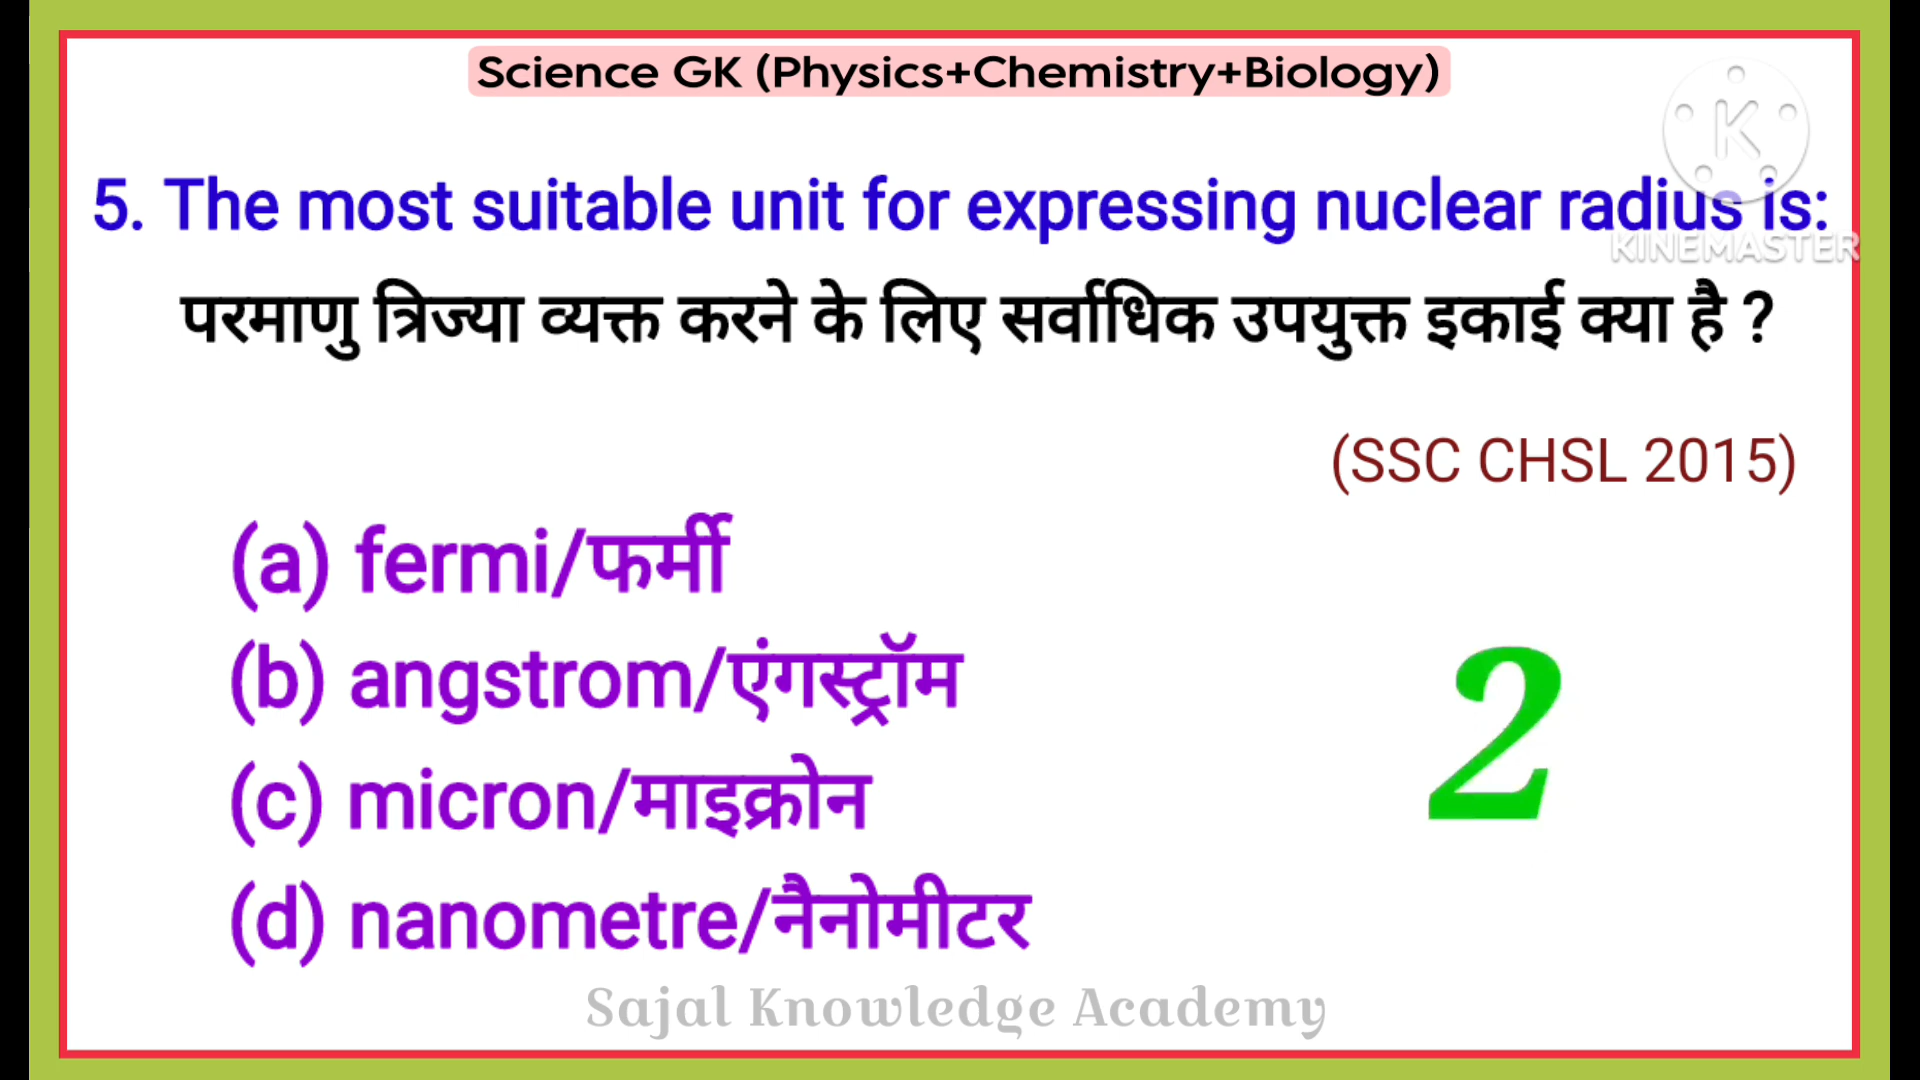 Science GK (Physics+Chemistry+Biology)
K
5. The most suitable unit for expressing nuclear radius is:
KINEMASTER
परमाणु त्रिज्या व्यक्त करने के लिए सर्वाधिक उपयुक्त इकाई क्या है ?
(SSC CHSL 2015)
(a) fermi/फर्मी
(b) angstrom/एंगस्ट्रॉम
2
(c) micron/माइक्रोन
(d) nanometre/नैनोमीटर
Sajal Knowledge Academy